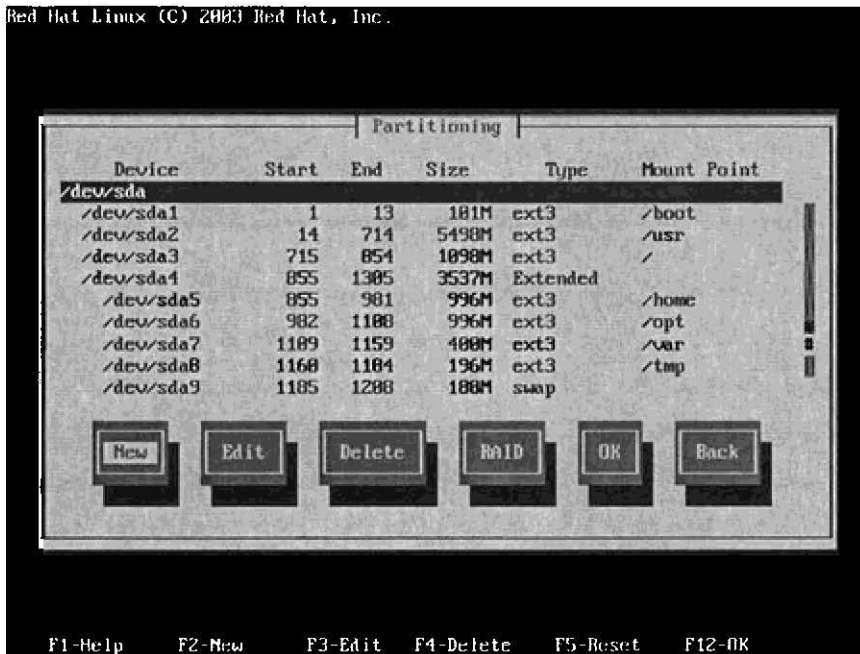 Red Hat Linux (C) 2003 Red Hat, Inc.
Partitioning
Device Start End Size Type Mount Point
/dev/sda
/dev/sda1 1 13 101M ext3 /boot
/dev/sda2 14 714 5498M ext3 /usr
/dev/sda3 715 854 1098M ext3 /
/dev/sda4 855 1305 3537M Extended
/dev/sda5 855 981 996M ext3 /home
/dev/sda6 982 1108 996M ext3 /opt
/dev/sda7 1109 1159 400M ext3 /var
/dev/sda8 1160 1184 196M ext3 /tmp
/dev/sda9 1185 1208 188M swap
New Edit Delete RAID OK Back
F1-Help F2-New F3-Edit F4-Delete F5-Reset F12-OK